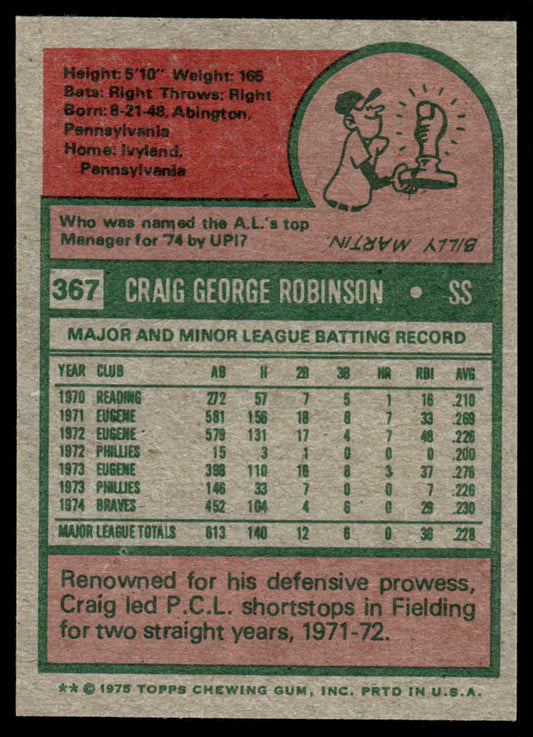 Height: 5'10" Weight: 165
Bats: Right Throws: Right
Born: 8-21-48, Abington,
Pennsylvania
Home: Ivyland,
Pennsylvania
Who was named the A.L.'s top
Manager for '74 by UPI?
BILLY MARTIN.
367 CRAIG GEORGE ROBINSON • SS
MAJOR AND MINOR LEAGUE BATTING RECORD
YEAR CLUB AB H 2B 3B HR RBI AVG
1970 READING 272 57 7 5 1 16 .210
1971 EUGENE 581 156 18 8 7 33 .269
1972 EUGENE 579 131 17 4 7 48 .226
1972 PHILLIES 15 3 1 0 0 0 .200
1973 EUGENE 398 110 16 8 3 37 .276
1973 PHILLIES 146 33 7 0 0 7 .226
1974 BRAVES 452 104 4 6 0 29 .230
MAJOR LEAGUE TOTALS 613 140 12 6 0 36 .228
Renowned for his defensive prowess,
Craig led P.C.L. shortstops in Fielding
for two straight years, 1971-72.
** © 1975 TOPPS CHEWING GUM, INC. PRTD IN U.S.A.